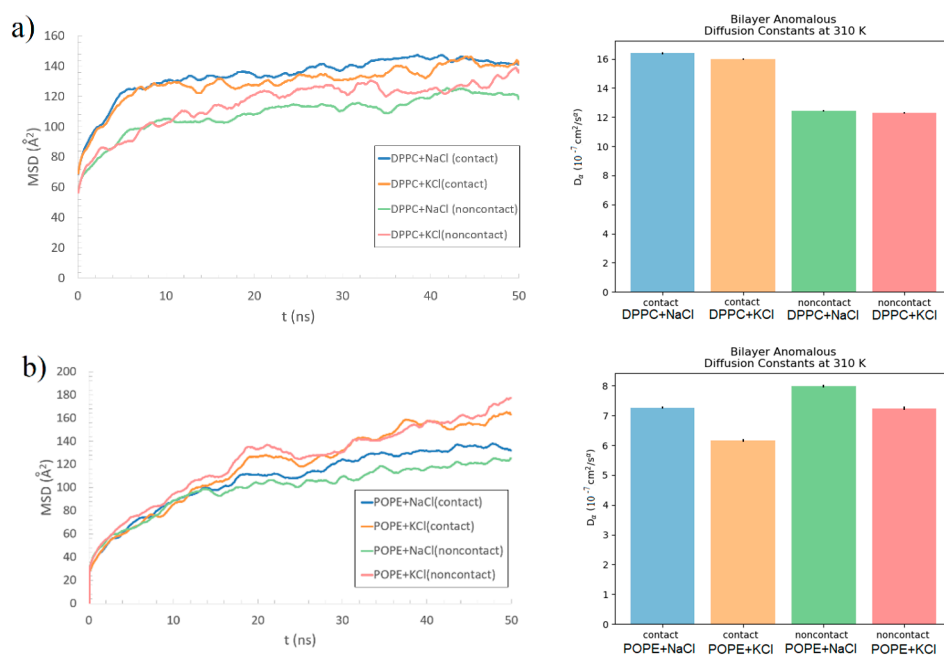 a)
160
140
120
100
80
60
40
20
0
MSD (Å²)
0 10 20 30 40 50
t (ns)
DPPC+NaCl (contact)
DPPC+KCl(contact)
DPPC+NaCl (noncontact)
DPPC+KCl(noncontact)
Bilayer Anomalous
Diffusion Constants at 310 K
16
14
12
10
8
6
4
2
0
Dα (10⁻⁷ cm²/sᵅ)
contact contact noncontact noncontact
DPPC+NaCl DPPC+KCl DPPC+NaCl DPPC+KCl
b)
200
180
160
140
120
100
80
60
40
20
0
MSD (Å²)
0 10 20 30 40 50
t (ns)
POPE+NaCl(contact)
POPE+KCl(contact)
POPE+NaCl(noncontact)
POPE+KCl(noncontact)
Bilayer Anomalous
Diffusion Constants at 310 K
8
7
6
5
4
3
2
1
0
Dα (10⁻⁷ cm²/sᵅ)
contact contact noncontact noncontact
POPE+NaCl POPE+KCl POPE+NaCl POPE+KCl